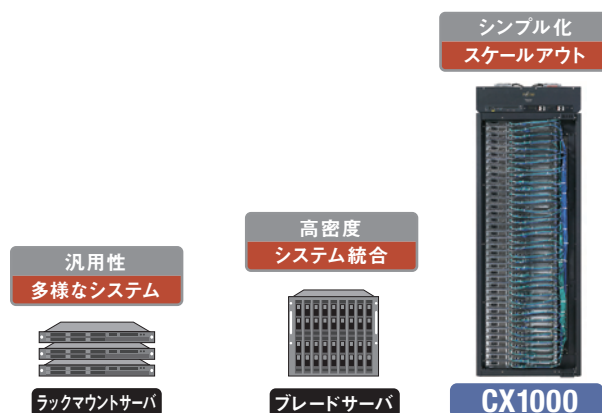 シンプル化
スケールアウト
高密度
システム統合
汎用性
多様なシステム
ラックマウントサーバ
ブレードサーバ
CX1000